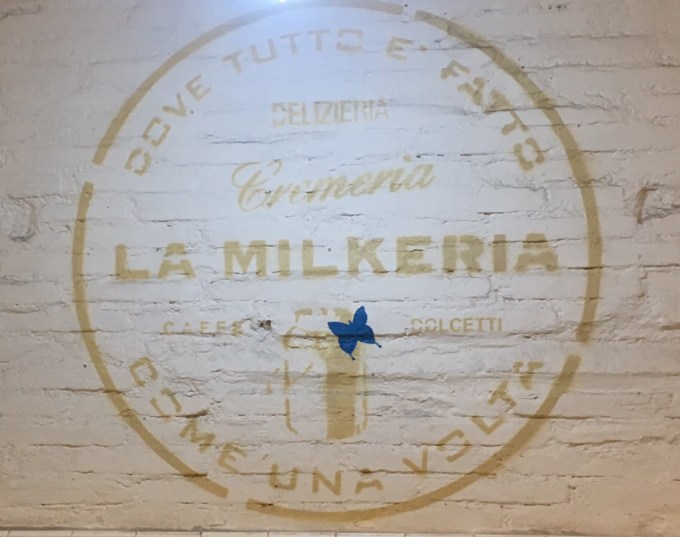 DOVE TUTTO E' FATTO
DELIZIERIA
Cremeria
LA MILKERIA
CAFFE
DOLCETTI
COME UNA VOLTA